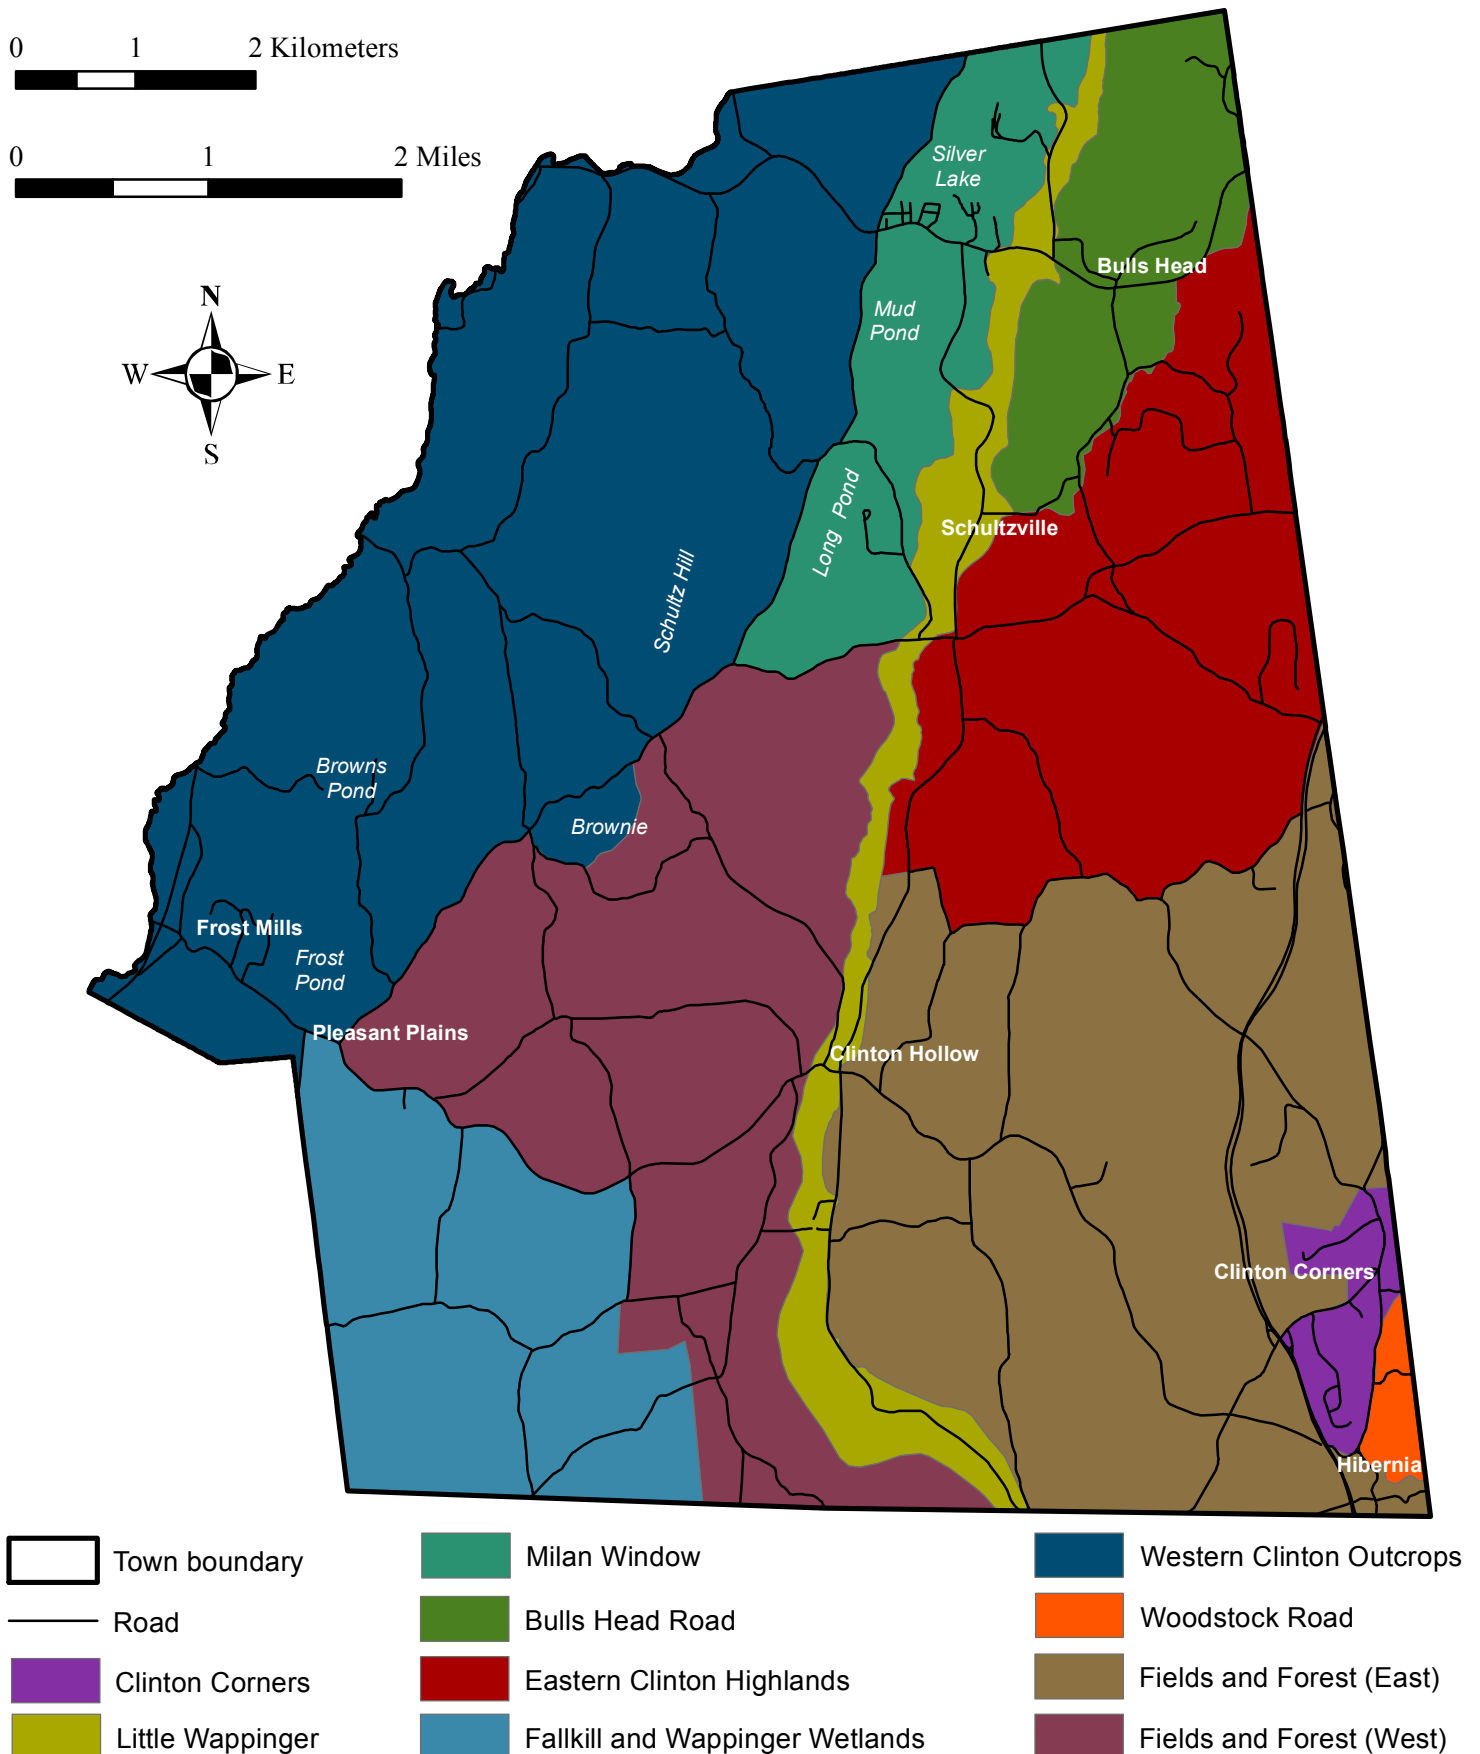 0 1 2 Kilometers
0 1 2 Miles
N
W E
S
Silver
Lake
Bulls Head
Mud
Pond
Long Pond
Schultzville
Schultz Hill
Browns
Pond
Brownie
Frost Mills
Frost
Pond
Pleasant Plains
Clinton Hollow
Clinton Corners
Hibernia
Town boundary
Road
Clinton Corners
Little Wappinger
Milan Window
Bulls Head Road
Eastern Clinton Highlands
Fallkill and Wappinger Wetlands
Western Clinton Outcrops
Woodstock Road
Fields and Forest (East)
Fields and Forest (West)